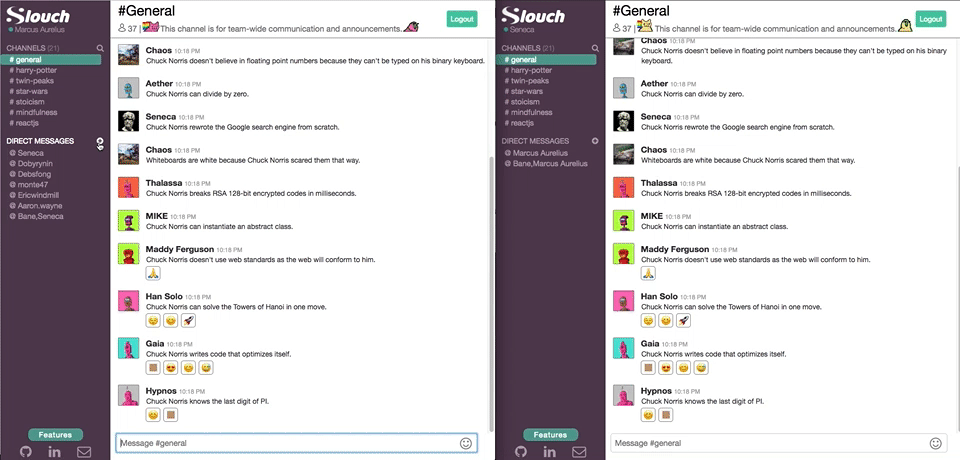 Slouch
Marcus Aurelius
CHANNELS (21)
# general
# harry-potter
# twin-peaks
# star-wars
# stoicism
# mindfulness
# reactjs
DIRECT MESSAGES
@ Seneca
@ Dobyrynin
@ Debsfong
@ monte47
@ Ericwindmill
@ Aaron.wayne
@ Bane,Seneca
Features
#General
37 | This channel is for team-wide communication and announcements.
Logout
Chaos 10:18 PM
Chuck Norris doesn't believe in floating point numbers because they can't be typed on his binary keyboard.
Aether 10:18 PM
Chuck Norris can divide by zero.
Seneca 10:18 PM
Chuck Norris rewrote the Google search engine from scratch.
Chaos 10:18 PM
Whiteboards are white because Chuck Norris scared them that way.
Thalassa 10:18 PM
Chuck Norris breaks RSA 128-bit encrypted codes in milliseconds.
MIKE 10:18 PM
Chuck Norris can instantiate an abstract class.
Maddy Ferguson 10:18 PM
Chuck Norris doesn't use web standards as the web will conform to him.
Han Solo 10:18 PM
Chuck Norris can solve the Towers of Hanoi in one move.
Gaia 10:18 PM
Chuck Norris writes code that optimizes itself.
Hypnos 10:18 PM
Chuck Norris knows the last digit of PI.
Message #general
Slouch
Seneca
CHANNELS (21)
# general
# harry-potter
# twin-peaks
# star-wars
# stoicism
# mindfulness
# reactjs
DIRECT MESSAGES
@ Marcus Aurelius
@ Bane,Marcus Aurelius
Features
#General
37 | This channel is for team-wide communication and announcements.
Logout
Chaos 10:18 PM
Chuck Norris doesn't believe in floating point numbers because they can't be typed on his binary
keyboard.
Aether 10:18 PM
Chuck Norris can divide by zero.
Seneca 10:18 PM
Chuck Norris rewrote the Google search engine from scratch.
Chaos 10:18 PM
Whiteboards are white because Chuck Norris scared them that way.
Thalassa 10:18 PM
Chuck Norris breaks RSA 128-bit encrypted codes in milliseconds.
MIKE 10:18 PM
Chuck Norris can instantiate an abstract class.
Maddy Ferguson 10:18 PM
Chuck Norris doesn't use web standards as the web will conform to him.
Han Solo 10:18 PM
Chuck Norris can solve the Towers of Hanoi in one move.
Gaia 10:18 PM
Chuck Norris writes code that optimizes itself.
Hypnos 10:18 PM
Chuck Norris knows the last digit of PI.
Message #general